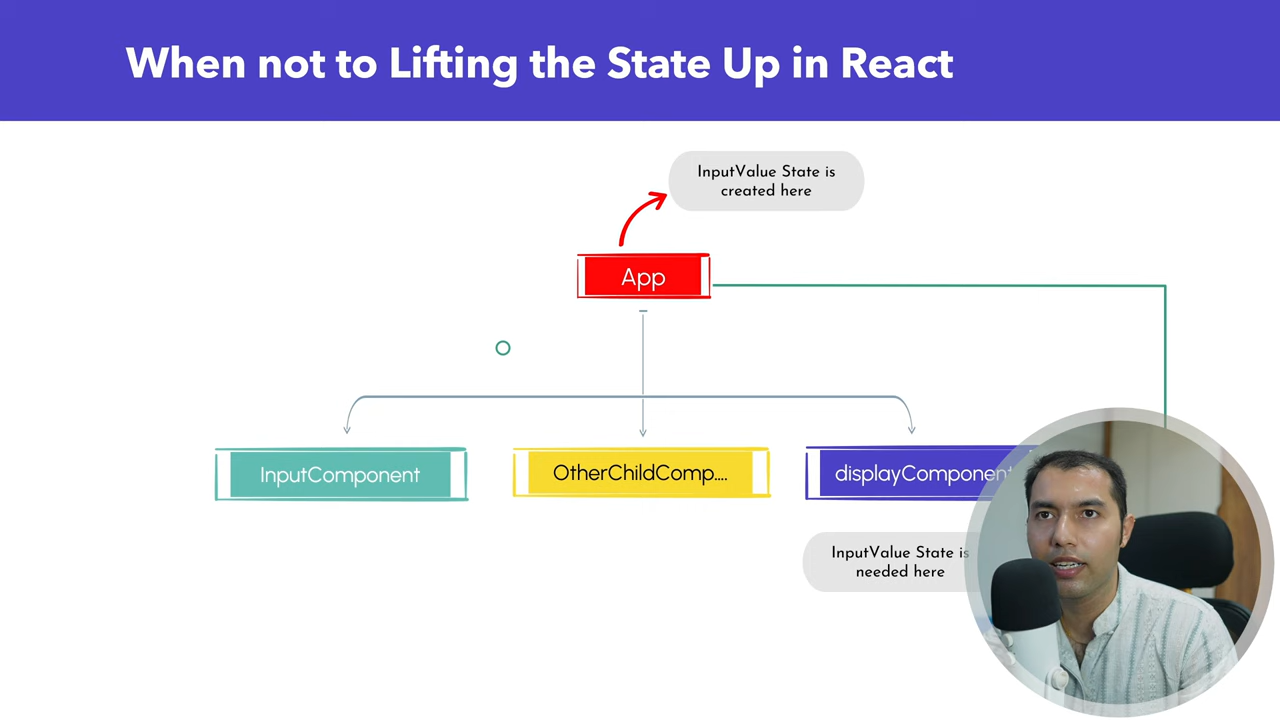 When not to Lifting the State Up in React
InputValue State is
created here
App
InputComponent
OtherChildComp....
displayComponent
InputValue State is
needed here